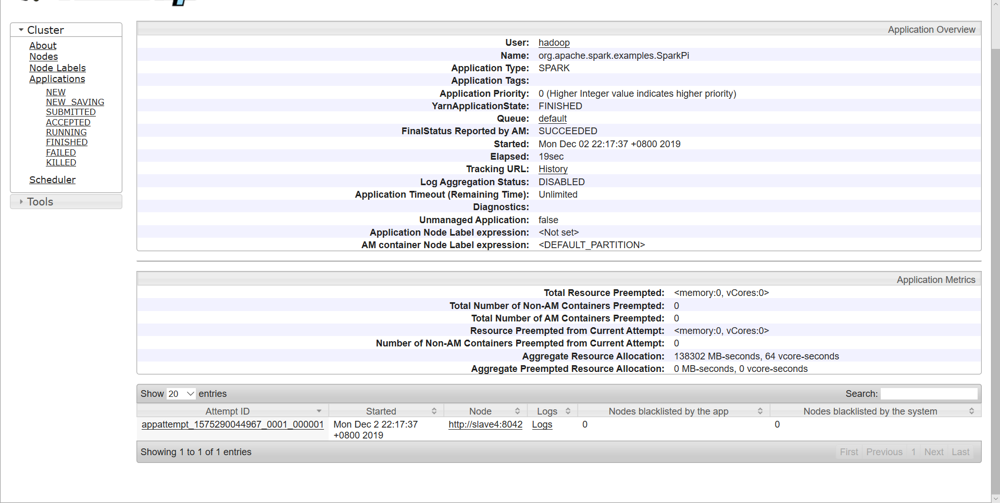 Cluster
About
Nodes
Node Labels
Applications
NEW
NEW_SAVING
SUBMITTED
ACCEPTED
RUNNING
FINISHED
FAILED
KILLED
Scheduler
Tools
Application Overview
User: hadoop
Name: org.apache.spark.examples.SparkPi
Application Type: SPARK
Application Tags:
Application Priority: 0 (Higher Integer value indicates higher priority)
YarnApplicationState: FINISHED
Queue: default
FinalStatus Reported by AM: SUCCEEDED
Started: Mon Dec 02 22:17:37 +0800 2019
Elapsed: 19sec
Tracking URL: History
Log Aggregation Status: DISABLED
Application Timeout (Remaining Time): Unlimited
Diagnostics:
Unmanaged Application: false
Application Node Label expression: <Not set>
AM container Node Label expression: <DEFAULT_PARTITION>
Application Metrics
Total Resource Preempted: <memory:0, vCores:0>
Total Number of Non-AM Containers Preempted: 0
Total Number of AM Containers Preempted: 0
Resource Preempted from Current Attempt: <memory:0, vCores:0>
Number of Non-AM Containers Preempted from Current Attempt: 0
Aggregate Resource Allocation: 138302 MB-seconds, 64 vcore-seconds
Aggregate Preempted Resource Allocation: 0 MB-seconds, 0 vcore-seconds
Show 20 entries Search:
Attempt ID Started Node Logs Nodes blacklisted by the app Nodes blacklisted by the system
appattempt_1575290044967_0001_000001 Mon Dec 2 22:17:37 http://slave4:8042 Logs 0 0
+0800 2019
Showing 1 to 1 of 1 entries First Previous 1 Next Last